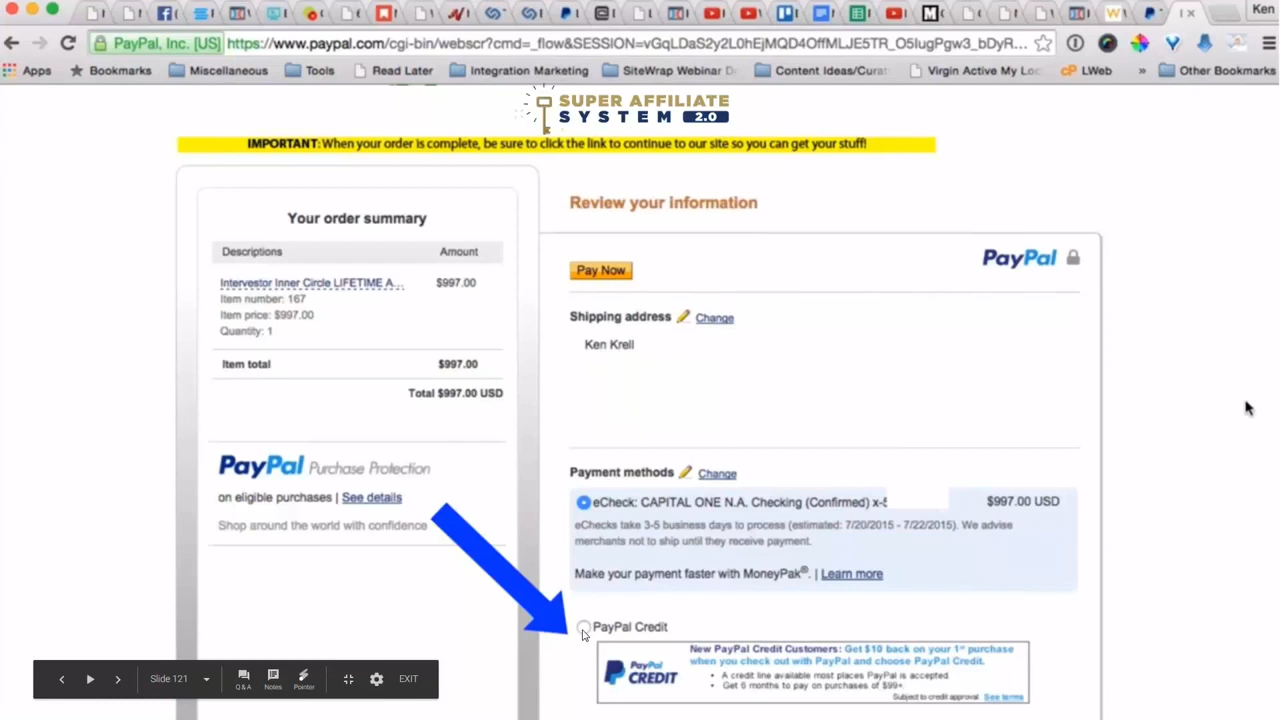 Ken
PayPal, Inc. [US] https://www.paypal.com/cgi-bin/webscr?cmd=_flow&SESSION=vGqLDaS2y2L0hEjMQD4OffMLJE5TR_O5IugPgw3_bDyR...
Apps Bookmarks Miscellaneous Tools Read Later Integration Marketing SiteWrap Webinar Content Ideas/Curat Virgin Active My Lo LWeb » Other Bookmarks
SUPER AFFILIATE
SYSTEM 2.0
IMPORTANT: When your order is complete, be sure to click the link to continue to our site so you can get your stuff!
Your order summary
Descriptions Amount
Intervestor Inner Circle LIFETIME A... $997.00
Item number: 167
Item price: $997.00
Quantity: 1
Item total $997.00
Total $997.00 USD
PayPal Purchase Protection
on eligible purchases | See details
Shop around the world with confidence
Review your information
PayPal
Pay Now
Shipping address Change
Ken Krell
Payment methods Change
eCheck: CAPITAL ONE N.A. Checking (Confirmed) x-5 $997.00 USD
eChecks take 3-5 business days to process (estimated: 7/20/2015 - 7/22/2015). We advise
merchants not to ship until they receive payment.
Make your payment faster with MoneyPak®. | Learn more
PayPal Credit
PayPal
CREDIT
New PayPal Credit Customers: Get $10 back on your 1st purchase
when you check out with PayPal and choose PayPal Credit.
• A credit line available most places PayPal is accepted
• Get 6 months to pay on purchases of $99+.
Subject to credit approval See terms
Slide 121
Q & A Notes Pointer
EXIT